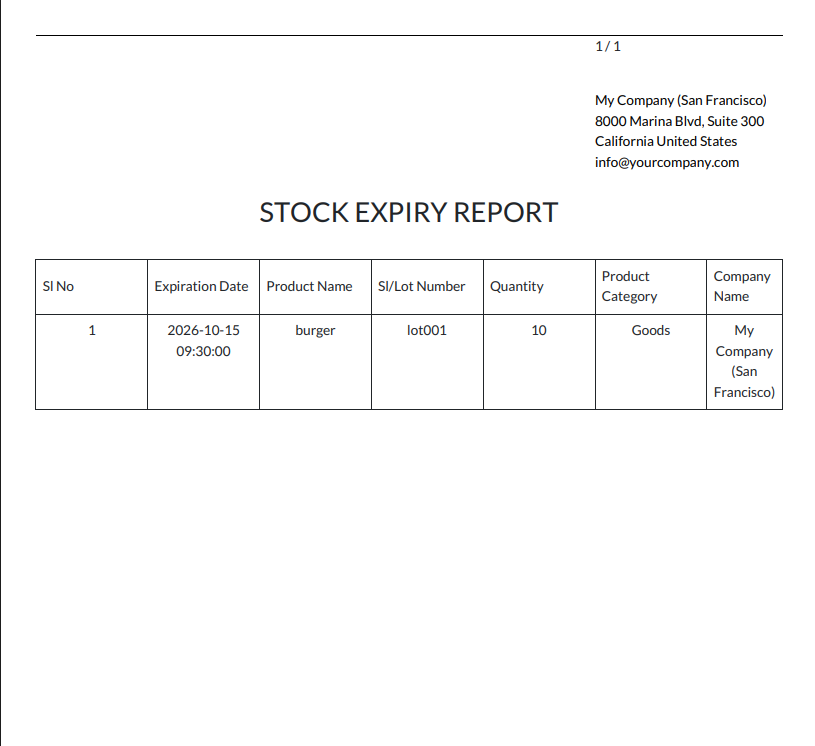 1 / 1
My Company (San Francisco)
8000 Marina Blvd, Suite 300
California United States
info@yourcompany.com
STOCK EXPIRY REPORT
Sl No
Expiration Date
Product Name
Sl/Lot Number
Quantity
Product
Category
Company
Name
1
2026-10-15
09:30:00
burger
lot001
10
Goods
My
Company
(San
Francisco)